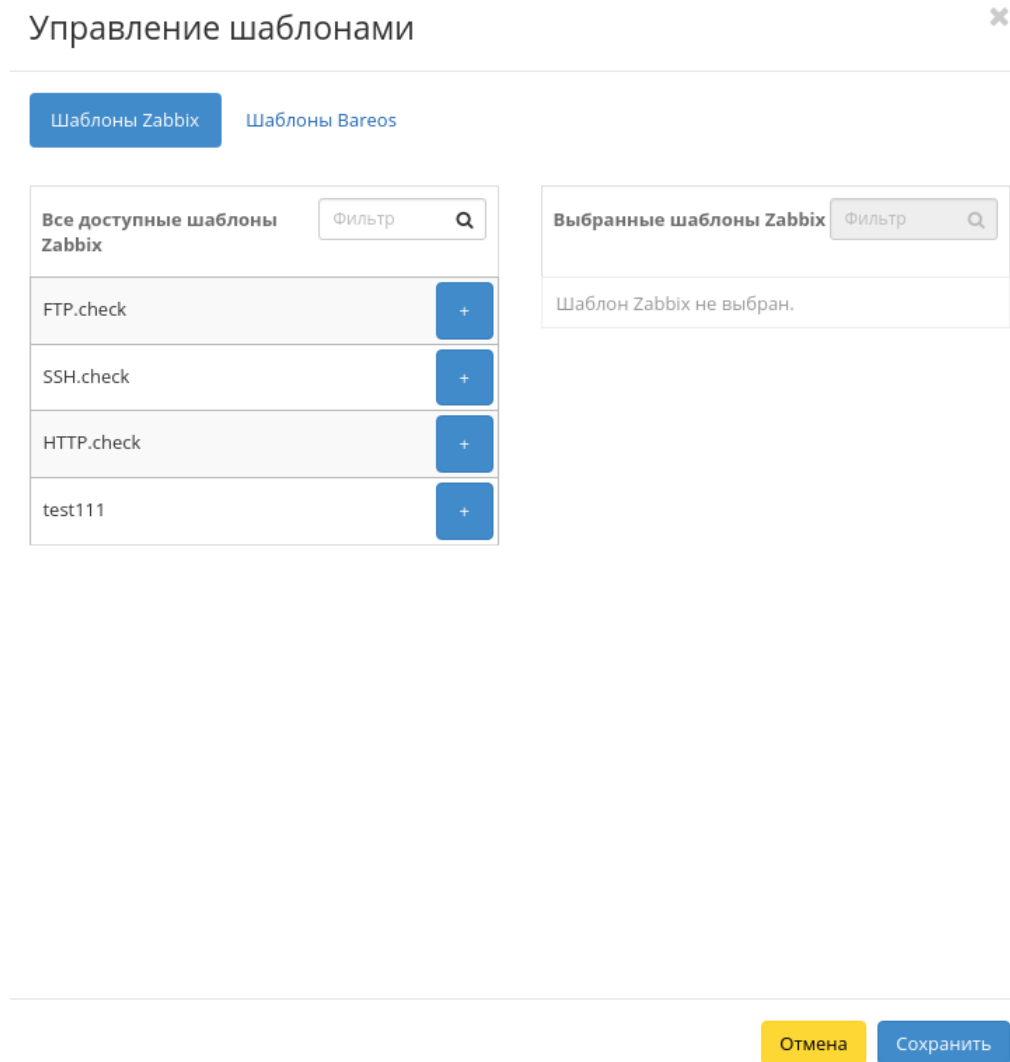 Управление шаблонами
Шаблоны Zabbix
Шаблоны Bareos
Все доступные шаблоны
Zabbix
Фильтр
FTP.check
+
SSH.check
+
HTTP.check
+
test111
+
Выбранные шаблоны Zabbix
Фильтр
Шаблон Zabbix не выбран.
Отмена
Сохранить